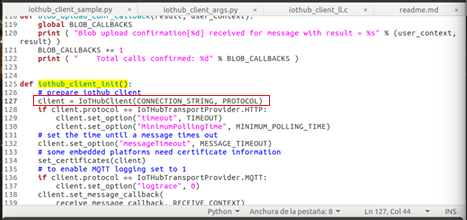 iothub_client_sample.py
iothub_client_args.py
iothub_client_ll.c
readme.md
118 def blob_upload_conf_callback(result, user_context):
119     global BLOB_CALLBACKS
120     print ( "Blob upload confirmation[%d] received for message with result = %s" % (user_context,
result) )
121     BLOB_CALLBACKS += 1
122     print ( "    Total calls confirmed: %d" % BLOB_CALLBACKS )
125 def iothub_client_init():
126     # prepare iothub client
127     client = IoTHubClient(CONNECTION_STRING, PROTOCOL)
128     if client.protocol == IoTHubTransportProvider.HTTP:
129         client.set_option("timeout", TIMEOUT)
130         client.set_option("MinimumPollingTime", MINIMUM_POLLING_TIME)
131     # set the time until a message times out
132     client.set_option("messageTimeout", MESSAGE_TIMEOUT)
133     # some embedded platforms need certificate information
134     set_certificates(client)
135     # to enable MQTT logging set to 1
136     if client.protocol == IoTHubTransportProvider.MQTT:
137         client.set_option("logtrace", 0)
138     client.set_message_callback(
139         receive_message_callback, RECEIVE_CONTEXT)
Python
Anchura de la pestaña: 8
Ln 127, Col 44
INS